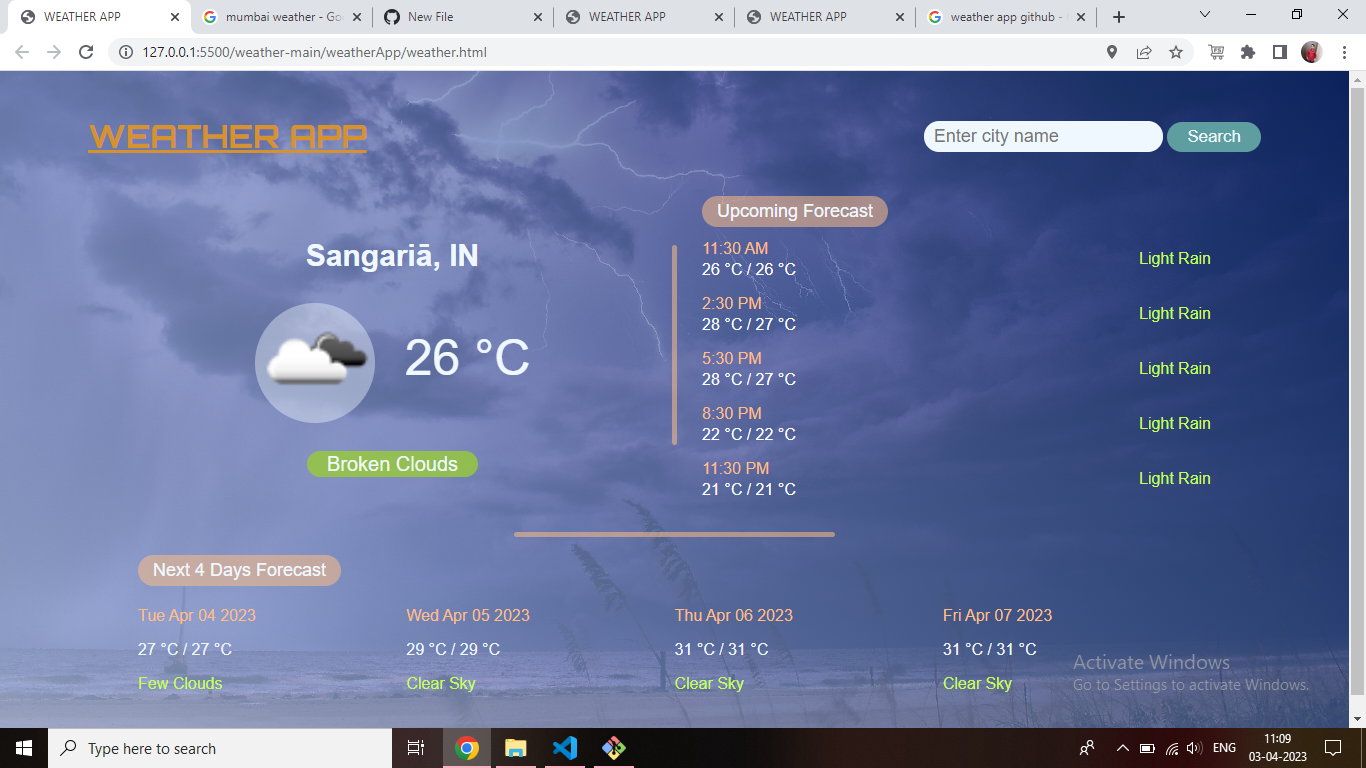 WEATHER APP
mumbai weather - Go
New File
WEATHER APP
WEATHER APP
weather app github -
127.0.0.1:5500/weather-main/weatherApp/weather.html
WEATHER APP
Enter city name
Search
Upcoming Forecast
Sangariā, IN
26 °C
Broken Clouds
11:30 AM
26 °C / 26 °C
Light Rain
2:30 PM
28 °C / 27 °C
Light Rain
5:30 PM
28 °C / 27 °C
Light Rain
8:30 PM
22 °C / 22 °C
Light Rain
11:30 PM
21 °C / 21 °C
Light Rain
Next 4 Days Forecast
Tue Apr 04 2023
27 °C / 27 °C
Few Clouds
Wed Apr 05 2023
29 °C / 29 °C
Clear Sky
Thu Apr 06 2023
31 °C / 31 °C
Clear Sky
Fri Apr 07 2023
31 °C / 31 °C
Clear Sky
Activate Windows
Go to Settings to activate Windows.
Type here to search
ENG
11:09
03-04-2023